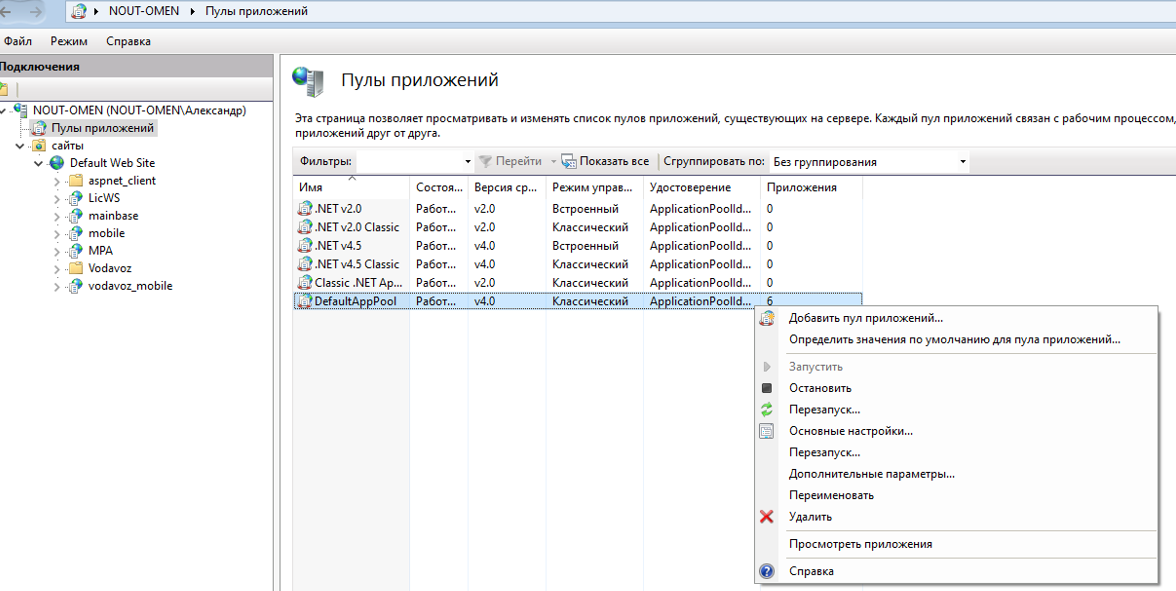 NOUT-OMEN Пулы приложений
Файл Режим Справка
Подключения
NOUT-OMEN (NOUT-OMEN\Александр)
Пулы приложений
сайты
Default Web Site
aspnet_client
LicWS
mainbase
mobile
MPA
Vodavoz
vodavoz_mobile
Пулы приложений
Эта страница позволяет просматривать и изменять список пулов приложений, существующих на сервере. Каждый пул приложений связан с рабочим процессом,
приложений друг от друга.
Фильтры: Перейти Показать все Сгруппировать по: Без группирования
Имя Состоя... Версия ср... Режим управ... Удостоверение Приложения
.NET v2.0 Работ... v2.0 Встроенный ApplicationPoolId... 0
.NET v2.0 Classic Работ... v2.0 Классический ApplicationPoolId... 0
.NET v4.5 Работ... v4.0 Встроенный ApplicationPoolId... 0
.NET v4.5 Classic Работ... v4.0 Классический ApplicationPoolId... 0
Classic .NET Ap... Работ... v2.0 Классический ApplicationPoolId... 0
DefaultAppPool Работ... v4.0 Классический ApplicationPoolId... 6
Добавить пул приложений...
Определить значения по умолчанию для пула приложений...
Запустить
Остановить
Перезапуск...
Основные настройки...
Перезапуск...
Дополнительные параметры...
Переименовать
Удалить
Просмотреть приложения
Справка